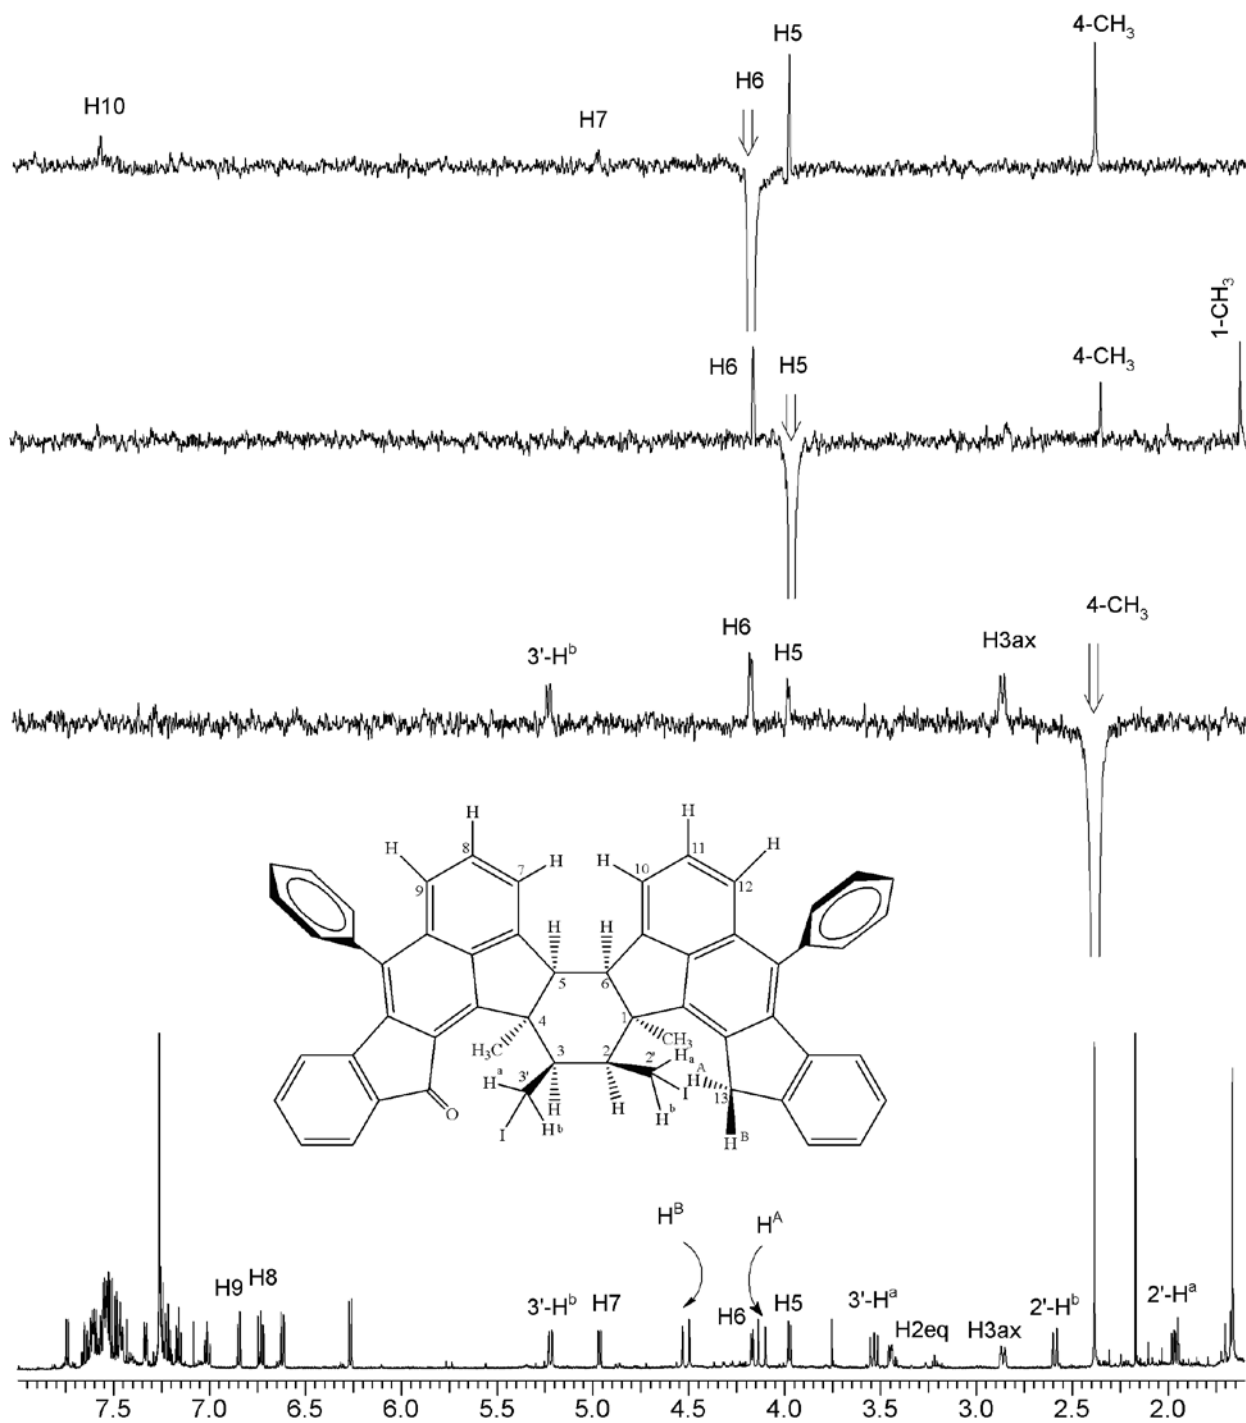 H10 H7 H6 H5 4-CH₃
H6 H5 4-CH₃ 1-CH₃
3'-Hᵇ H6 H5 H3ax 4-CH₃
H H
H 8 7 H H 10 11 12 H
9
H H
5 6
4 1
H₃C 3 2 CH₃
3' 2' Hₐ
Hᵃ I H A
O H H Hᵇ 13
I Hᵇ H B
Hᴮ Hᴬ
H9 H8 3'-Hᵇ H7 H6 H5 3'-Hᵃ H2eq H3ax 2'-Hᵇ 2'-Hᵃ
7.5 7.0 6.5 6.0 5.5 5.0 4.5 4.0 3.5 3.0 2.5 2.0